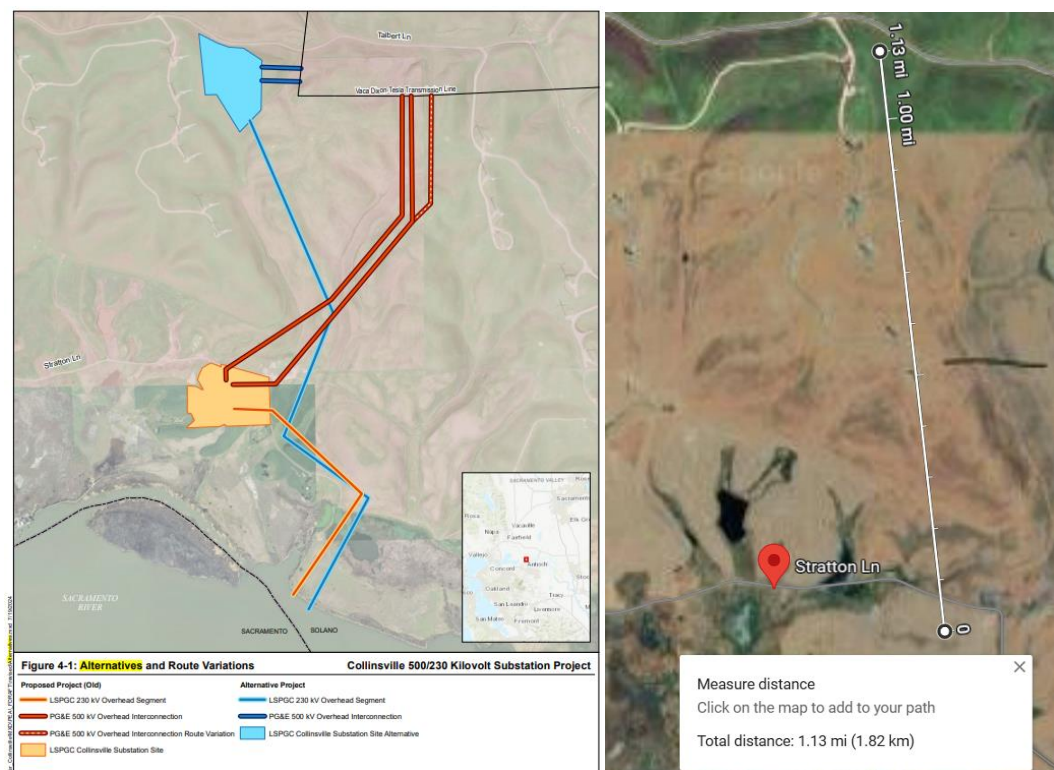 Talbert Ln
Vaca Dixon Tesla Transmission Line
Stratton Ln
SACRAMENTO
RIVER
SACRAMENTO
SOLANO
SACRAMENTO VALLEY
Napa
Vacaville
Fairfield
Vallejo
Concord
Antioch
Oakland
Tracy
San Leandro
Livermore
San Mateo
Fremont
Figure 4-1: Alternatives and Route Variations
Collinsville 500/230 Kilovolt Substation Project
Proposed Project (Old)
LSPGC 230 kV Overhead Segment
PG&E 500 kV Overhead Interconnection
PG&E 500 kV Overhead Interconnection Route Variation
LSPGC Collinsville Substation Site
Alternative Project
LSPGC 230 kV Overhead Segment
PG&E 500 kV Overhead Interconnection
LSPGC Collinsville Substation Site Alternative
1.13 mi
1.00 mi
Google
Stratton Ln
0
Measure distance
Click on the map to add to your path
Total distance: 1.13 mi (1.82 km)